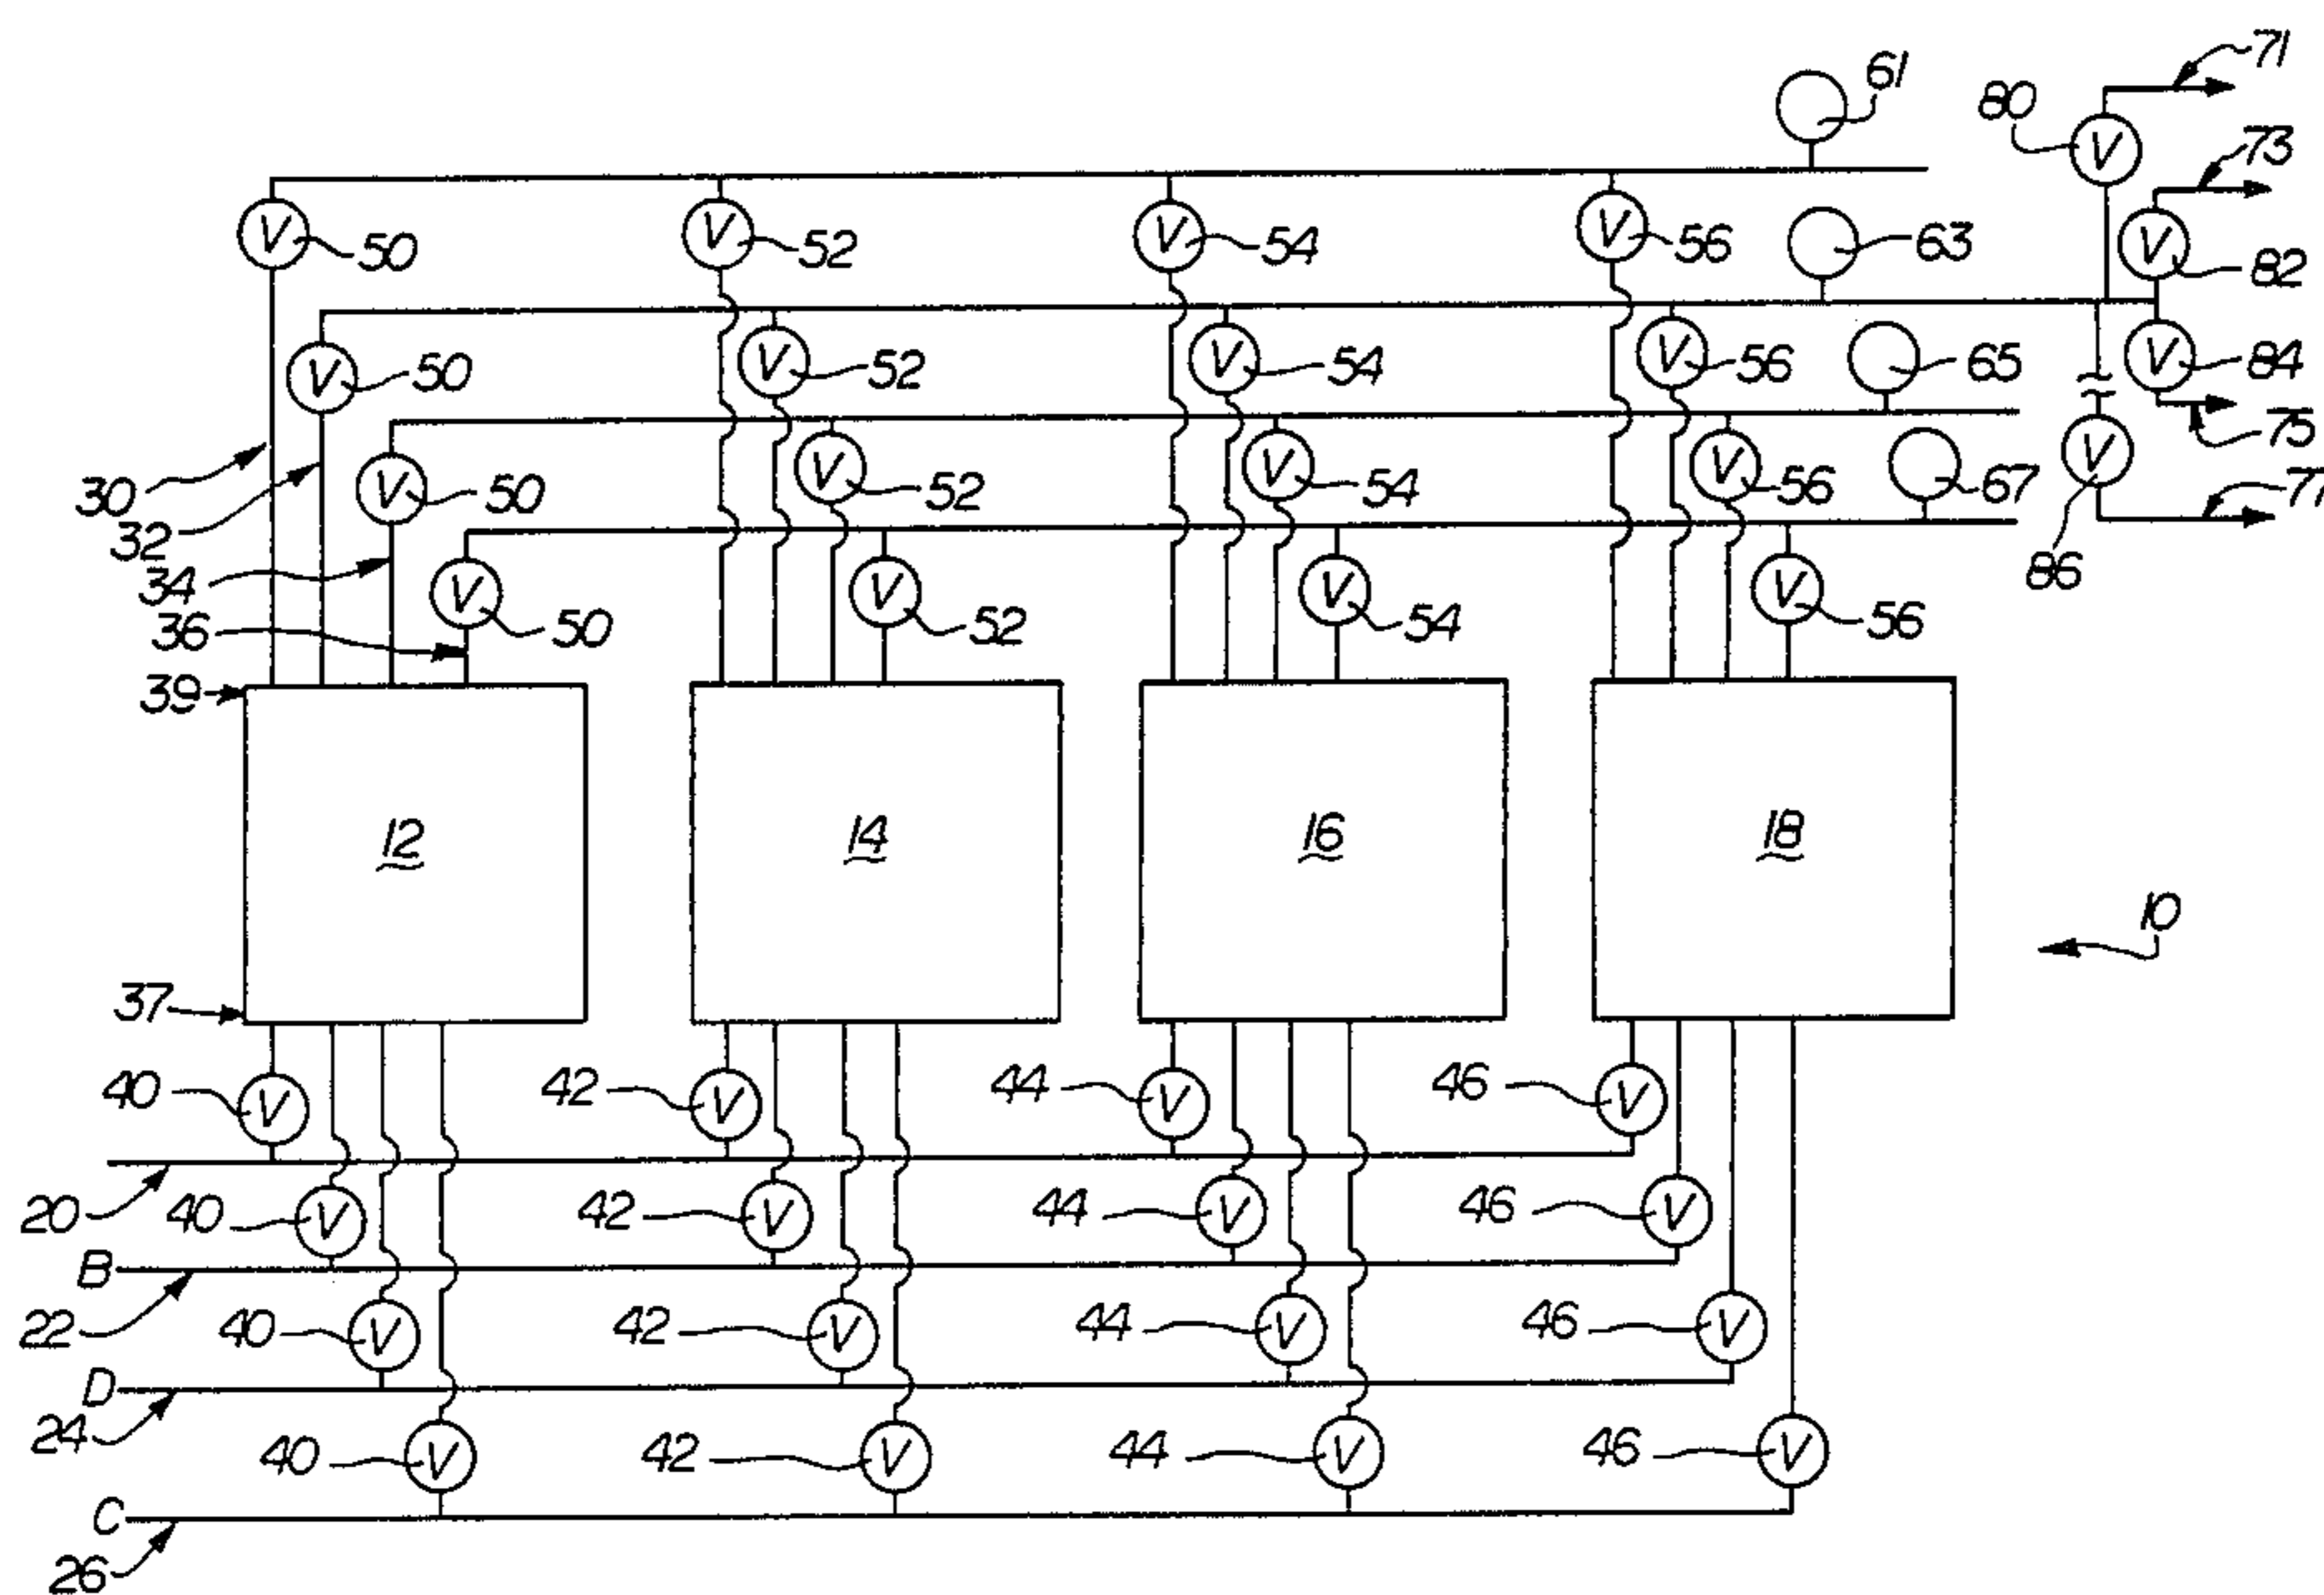 71
61
80
73
V
V V V V V
50 52 54 56 63 82
V V V V
50 52 54 56 65 84
V V V V V
75
30 50 52 54 56 67 77
32
34 V V V V
86
36 50 52 54 56
39
12 14 16 18
10
37
40 V 42 V 44 V 46 V
20 40 V 42 V 44 V 46 V
B
22 40 V 42 V 44 V 46 V
D
24 40 V 42 V 44 V 46 V
C
26